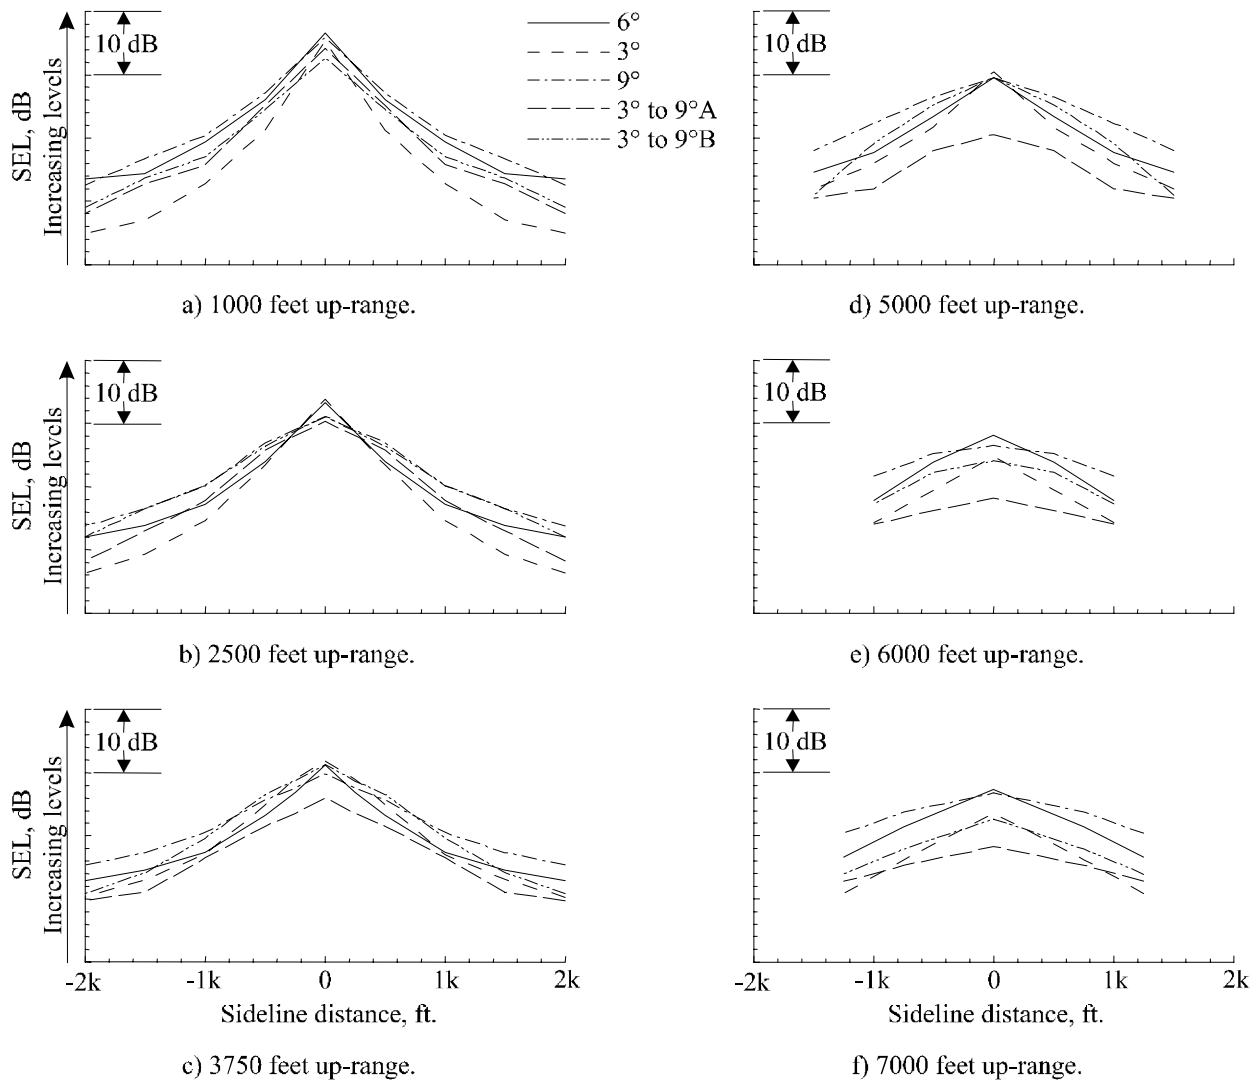 10 dB
SEL, dB
Increasing levels
6°
3°
9°
3° to 9°A
3° to 9°B
a) 1000 feet up-range.
10 dB
d) 5000 feet up-range.
10 dB
SEL, dB
Increasing levels
b) 2500 feet up-range.
10 dB
e) 6000 feet up-range.
10 dB
SEL, dB
Increasing levels
-2k -1k 0 1k 2k
Sideline distance, ft.
c) 3750 feet up-range.
10 dB
-2k -1k 0 1k 2k
Sideline distance, ft.
f) 7000 feet up-range.